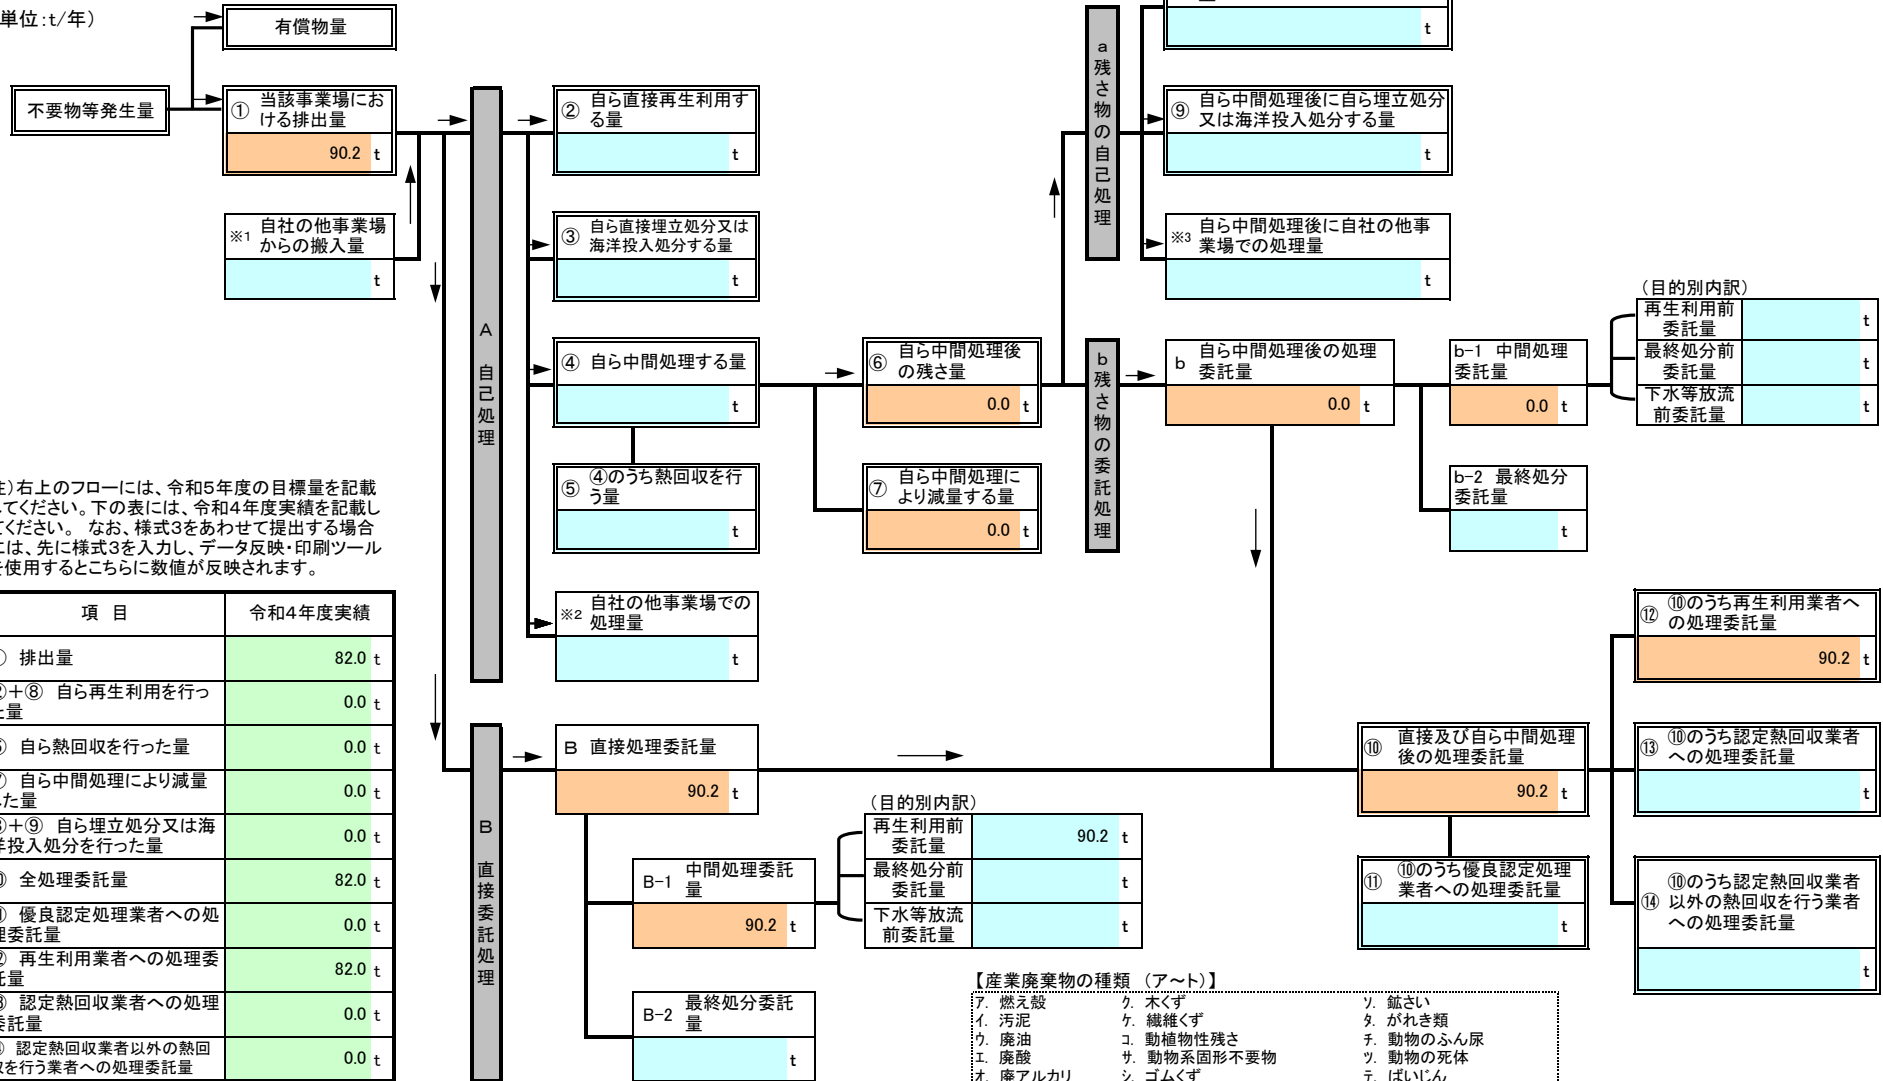 単位:t/年）
有償物量
t
不要物等発生量
① 当該事業場にお
ける排出量
90.2 t
② 自ら直接再生利用す
る量
t
⑨ 自ら中間処理後に自ら埋立処分
又は海洋投入処分する量
t
※1 自社の他事業場
からの搬入量
t
③ 自ら直接埋立処分又は
海洋投入処分する量
t
a
残さ物の自己処理
※3 自ら中間処理後に自社の他事
業場での処理量
t
A
自己処理
④ 自ら中間処理する量
t
⑥ 自ら中間処理後
の残さ量
0.0 t
b
残さ物の委託処理
b 自ら中間処理後の処理
委託量
0.0 t
b-1 中間処理
委託量
0.0 t
（目的別内訳）
再生利用前
委託量
t
最終処分前
委託量
t
下水等放流
前委託量
t
⑤ ④のうち熱回収を行
う量
t
⑦ 自ら中間処理に
より減量する量
0.0 t
b-2 最終処分
委託量
t
）右上のフローには、令和5年度の目標量を記載
てください。下の表には、令和4年度実績を記載し
ください。 なお、様式3をあわせて提出する場合
は、先に様式3を入力し、データ反映・印刷ツール
使用するとこちらに数値が反映されます。
※2 自社の他事業場での
処理量
t
項 目 令和4年度実績
排出量 82.0 t
＋⑧ 自ら再生利用を行っ
量 0.0 t
自ら熱回収を行った量 0.0 t
自ら中間処理により減量
た量 0.0 t
＋⑨ 自ら埋立処分又は海
投入処分を行った量 0.0 t
全処理委託量 82.0 t
優良認定処理業者への処
委託量 0.0 t
再生利用業者への処理委
量 82.0 t
認定熱回収業者への処理
託量 0.0 t
認定熱回収業者以外の熱回
を行う業者への処理委託量 0.0 t
B
直接委託処理
B 直接処理委託量
90.2 t
B-1 中間処理委託
量
90.2 t
（目的別内訳）
再生利用前
委託量
90.2 t
最終処分前
委託量
t
下水等放流
前委託量
t
B-2 最終処分委託
量
t
⑩ 直接及び自ら中間処理
後の処理委託量
90.2 t
⑪ ⑩のうち優良認定処理
業者への処理委託量
t
⑫ ⑩のうち再生利用業者へ
の処理委託量
90.2 t
⑬ ⑩のうち認定熱回収業者
への処理委託量
t
⑭ ⑩のうち認定熱回収業者
以外の熱回収を行う業者
への処理委託量
t
【産業廃棄物の種類 （ア～ト）】
ア. 燃え殻 ク. 木くず ソ. 鉱さい
イ. 汚泥 ケ. 繊維くず タ. がれき類
ウ. 廃油 コ. 動植物性残さ チ. 動物のふん尿
エ. 廃酸 サ. 動物系固形不要物 ツ. 動物の死体
オ. 廃アルカリ シ. ゴムくず テ. ばいじん